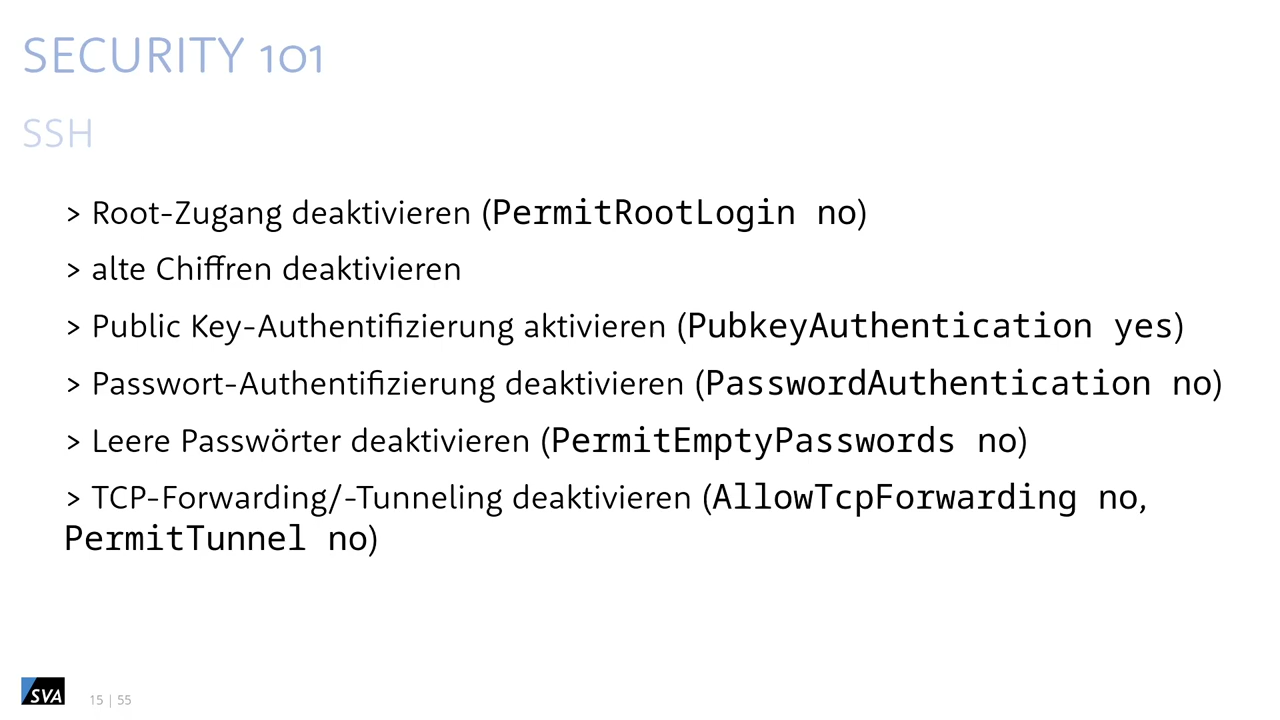 SECURITY 101
SSH
> Root-Zugang deaktivieren (PermitRootLogin no)
> alte Chiffren deaktivieren
> Public Key-Authentifizierung aktivieren (PubkeyAuthentication yes)
> Passwort-Authentifizierung deaktivieren (PasswordAuthentication no)
> Leere Passwörter deaktivieren (PermitEmptyPasswords no)
> TCP-Forwarding/-Tunneling deaktivieren (AllowTcpForwarding no,
PermitTunnel no)
SVA
15 | 55